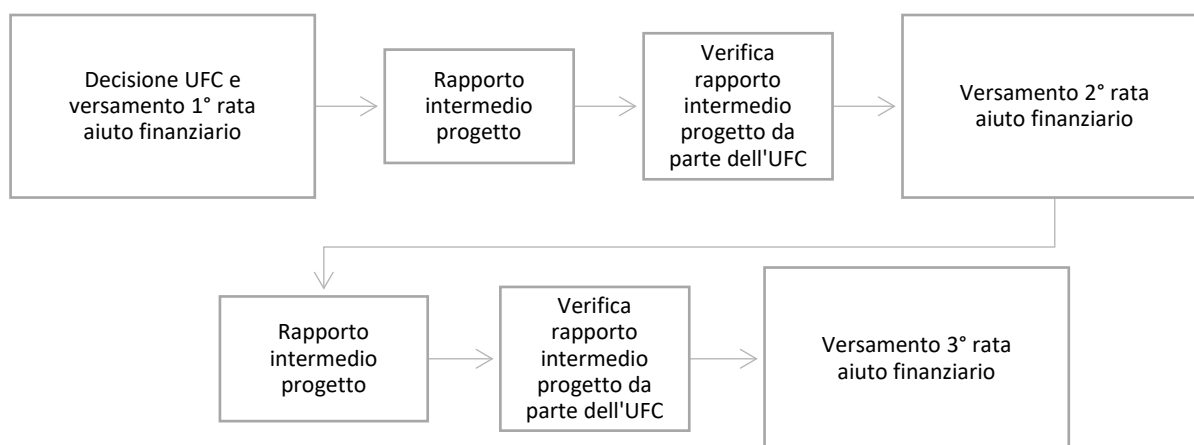 Decisione UFC e
versamento 1° rata
aiuto finanziario
Rapporto
intermedio
progetto
Verifica
rapporto
intermedio
progetto da
parte dell'UFC
Versamento 2° rata
aiuto finanziario
Rapporto
intermedio
progetto
Verifica
rapporto
intermedio
progetto da
parte dell'UFC
Versamento 3° rata
aiuto finanziario